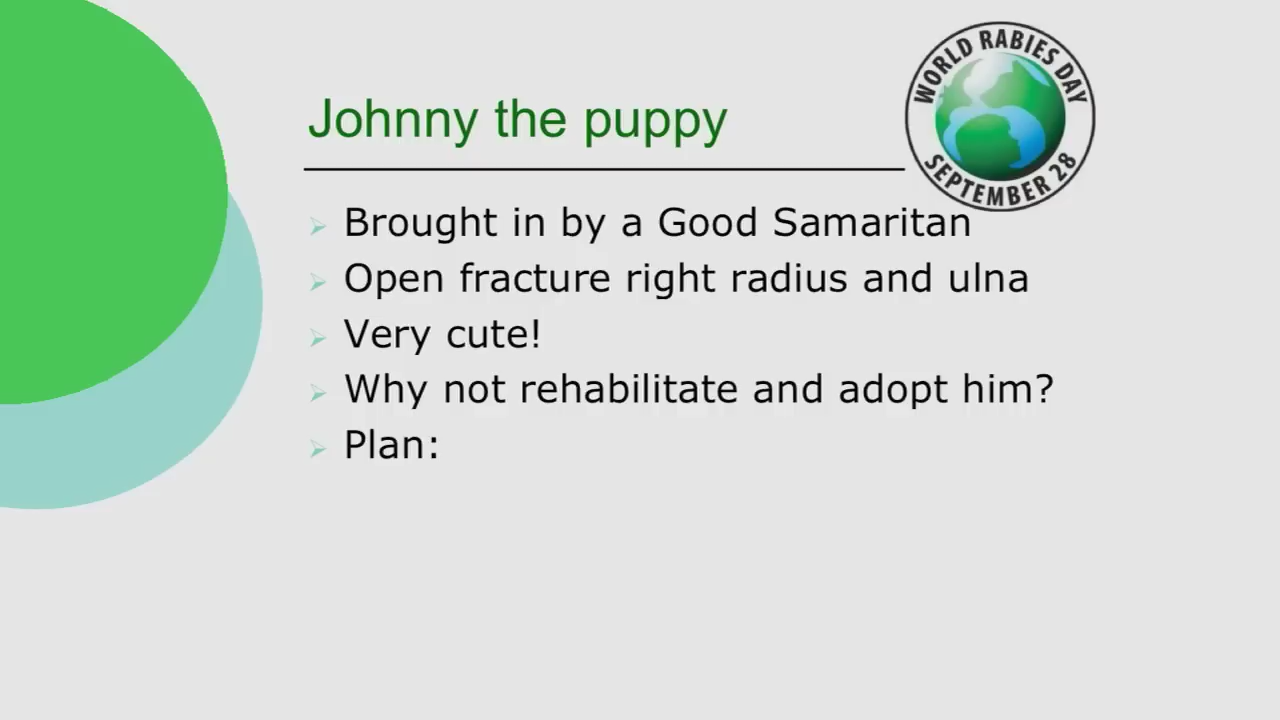 WORLD RABIES DAY
SEPTEMBER 28
Johnny the puppy
Brought in by a Good Samaritan
Open fracture right radius and ulna
Very cute!
Why not rehabilitate and adopt him?
Plan: